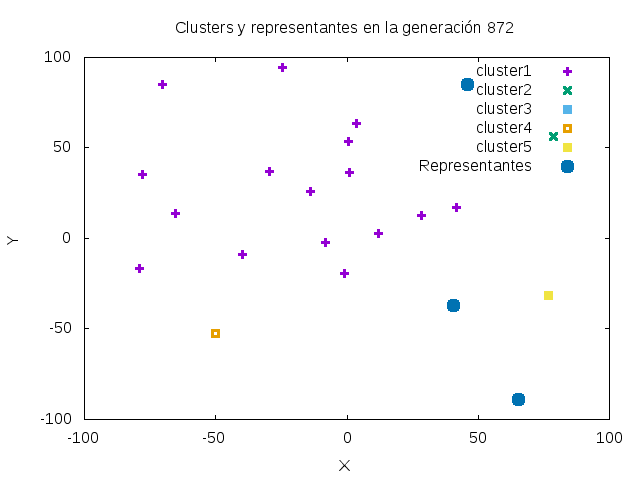 Clusters y representantes en la generación 872
100
50
0
-50
-100
-100
-50
0
50
100
Y
X
cluster1
cluster2
cluster3
cluster4
cluster5
Representantes